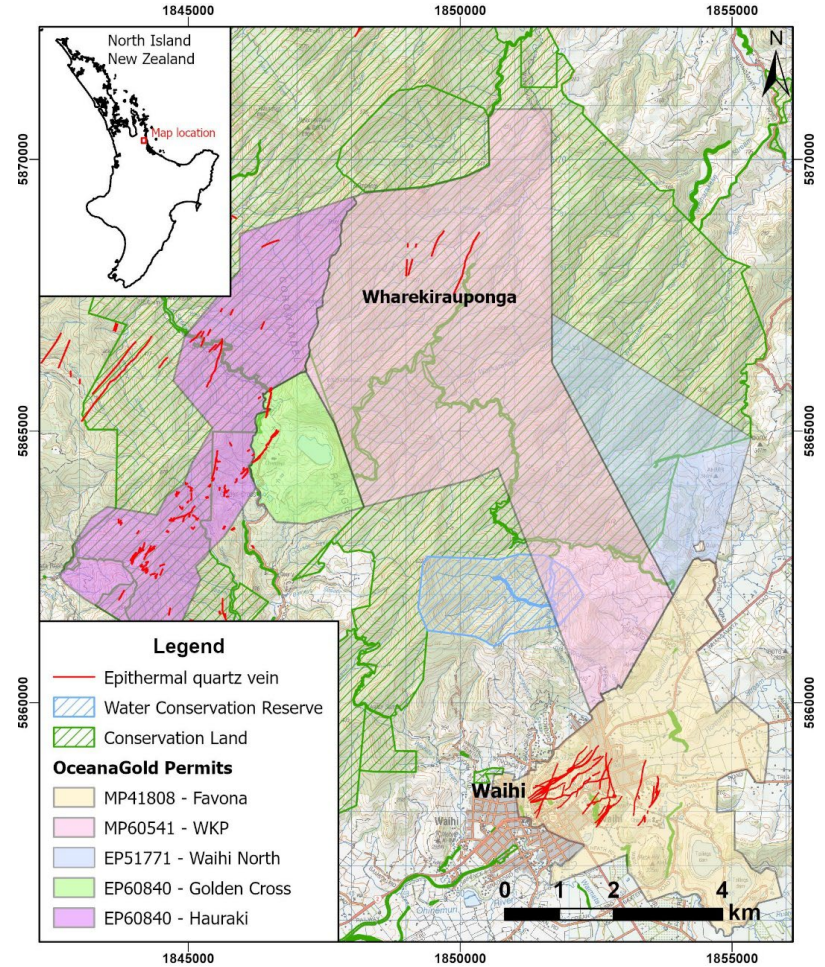 1845000
1850000
1855000
North Island
New Zealand
Map location
N
5870000
5870000
Wharekirauponga
5865000
5865000
Legend
Epithermal quartz vein
Water Conservation Reserve
Conservation Land
OceanaGold Permits
MP41808 - Favona
MP60541 - WKP
EP51771 - Waihi North
EP60840 - Golden Cross
EP60840 - Hauraki
5860000
5860000
Waihi
Waihi
Waihi
0 1 2 4
km
1845000
1850000
1855000